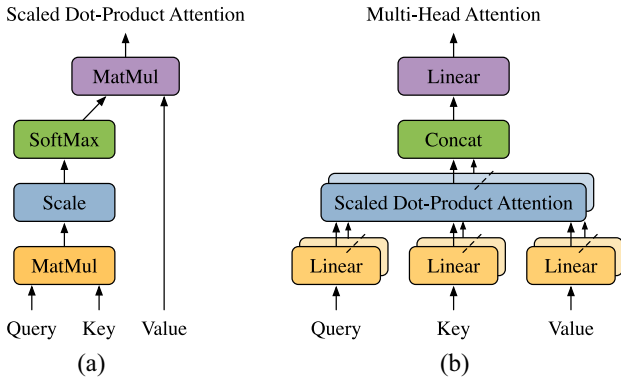 Scaled Dot-Product Attention
MatMul
SoftMax
Scale
MatMul
Query Key Value
(a)
Multi-Head Attention
Linear
Concat
Scaled Dot-Product Attention
Linear Linear Linear
Query Key Value
(b)